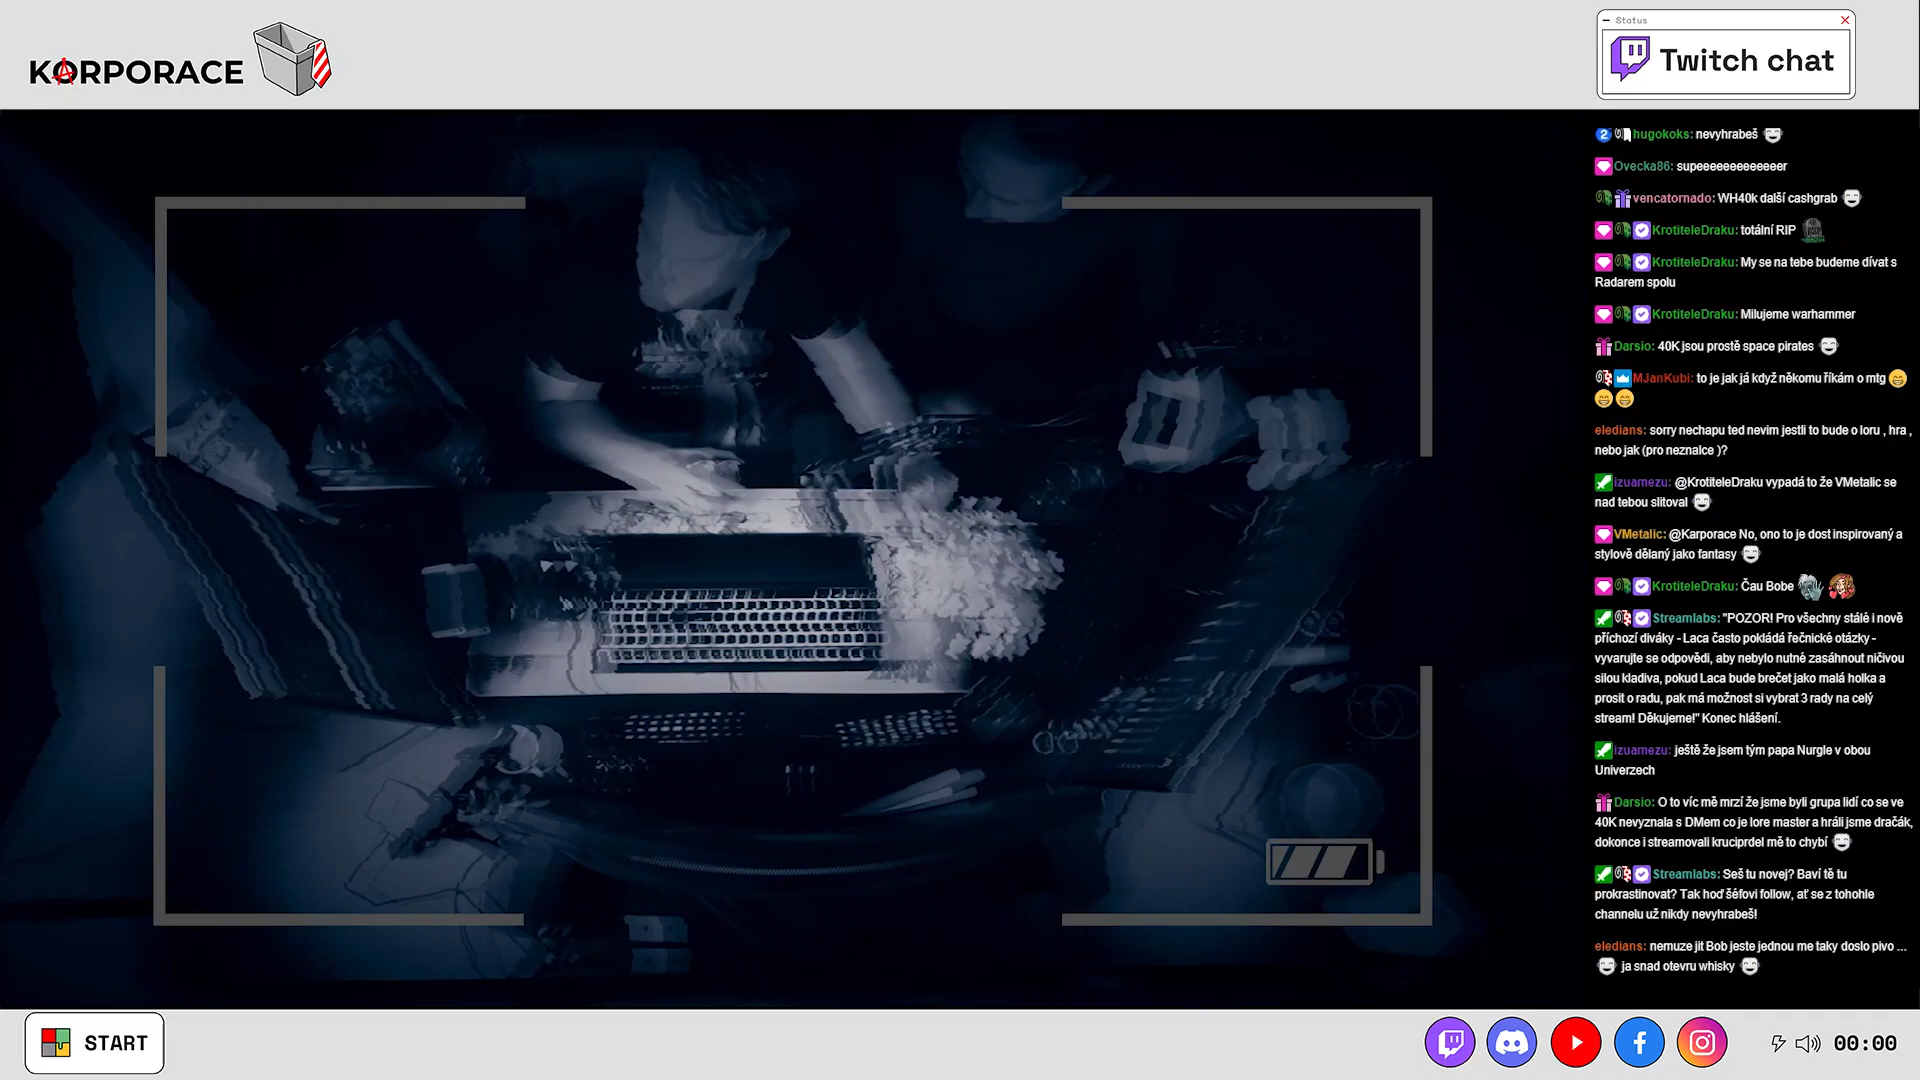 KORPORACE
Status
Twitch chat
2 hugokoks: nevyhrabeš
Ovecka86: supeeeeeeeeeeeer
vencatornado: WH40k další cashgrab
KrotiteleDraku: totální RIP
KrotiteleDraku: My se na tebe budeme dívat s
Radarem spolu
KrotiteleDraku: Milujeme warhammer
Darsio: 40K jsou prostě space pirates
MJanKubi: to je jak já když někomu říkám o mtg
eledians: sorry nechapu ted nevim jestli to bude o loru , hra ,
nebo jak (pro neznalce )?
izuamezu: @KrotiteleDraku vypadá to že VMetalic se
nad tebou slitoval
VMetalic: @Karporace No, ono to je dost inspirovaný a
stylově dělaný jako fantasy
KrotiteleDraku: Čau Bobe
Streamlabs: "POZOR! Pro všechny stálé i nově
příchozí diváky - Laca často pokládá řečnické otázky -
vyvarujte se odpovědi, aby nebylo nutné zasáhnout ničivou
silou kladiva, pokud Laca bude brečet jako malá holka a
prosit o radu, pak má možnost si vybrat 3 rady na celý
stream! Děkujeme!" Konec hlášení.
izuamezu: ještě že jsem tým papa Nurgle v obou
Univerzech
Darsio: O to víc mě mrzí že jsme byli grupa lidí co se ve
40K nevyznala s DMem co je lore master a hráli jsme dračák,
dokonce i streamovali kruciprdel mě to chybí
Streamlabs: Seš tu novej? Baví tě tu
prokrastinovat? Tak hoď šéfovi follow, ať se z tohohle
channelu už nikdy nevyhrabeš!
eledians: nemuze jit Bob jeste jednou me taky doslo pivo ...
ja snad otevru whisky
START
00:00